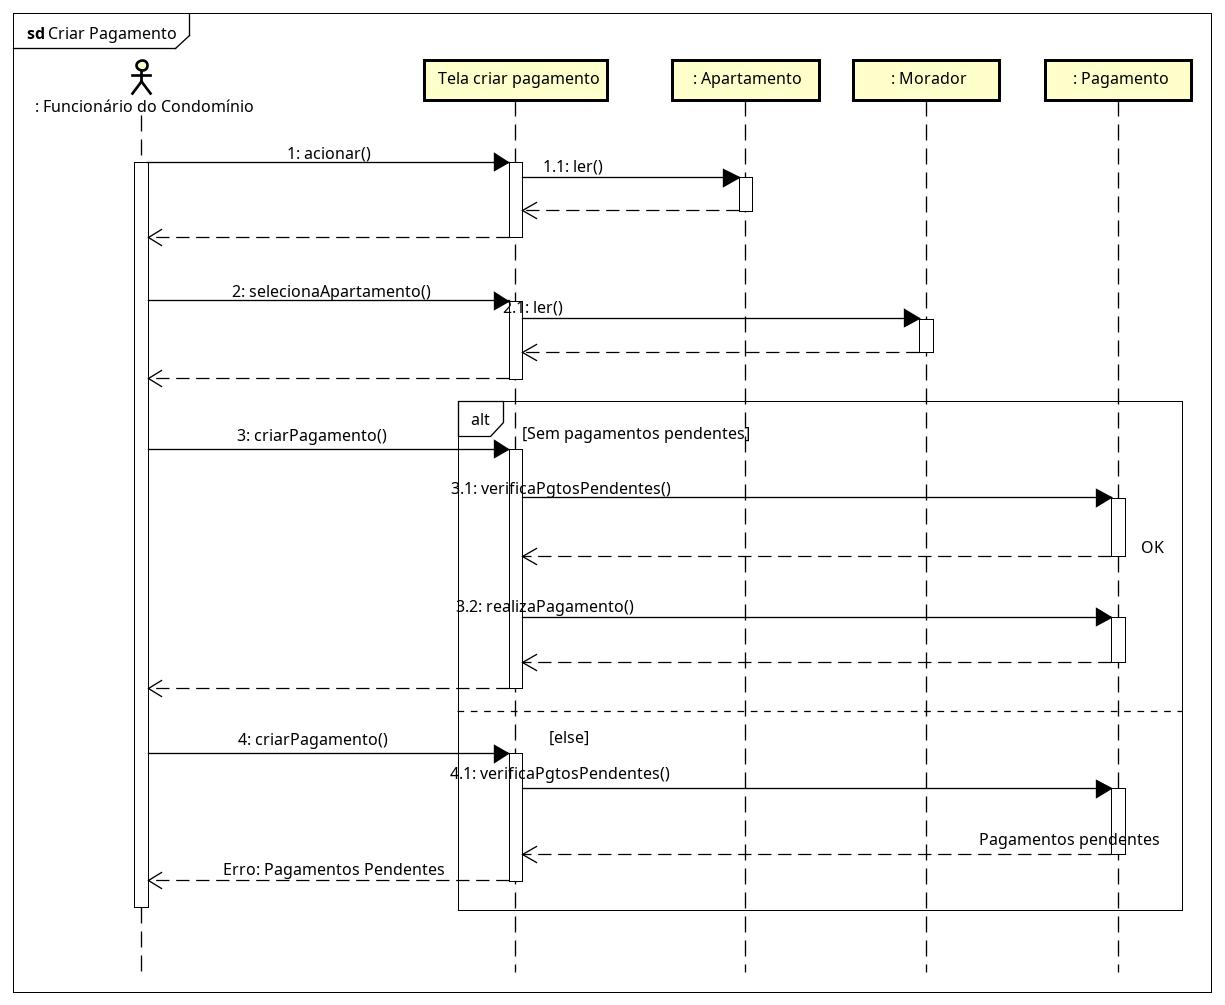 sd Criar Pagamento
: Funcionário do Condomínio
Tela criar pagamento
: Apartamento
: Morador
: Pagamento
1: acionar()
1.1: ler()
2: selecionaApartamento()
2.1: ler()
alt
[Sem pagamentos pendentes]
3: criarPagamento()
3.1: verificaPgtosPendentes()
OK
3.2: realizaPagamento()
[else]
4: criarPagamento()
4.1: verificaPgtosPendentes()
Pagamentos pendentes
Erro: Pagamentos Pendentes